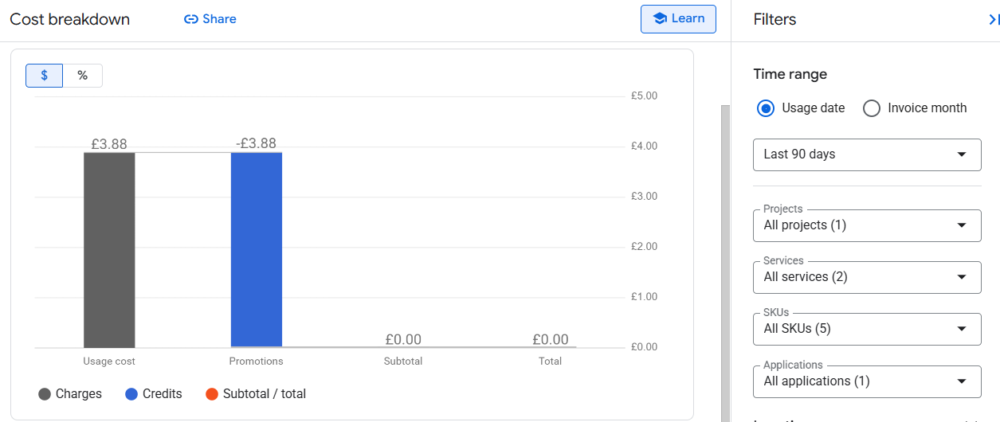 Cost breakdown
Share
Learn
$
%
£5.00
£4.00
£3.00
£2.00
£1.00
£0.00
£3.88
-£3.88
£0.00
£0.00
Usage cost
Promotions
Subtotal
Total
Charges
Credits
Subtotal / total
Filters
Time range
Usage date
Invoice month
Last 90 days
Projects
All projects (1)
Services
All services (2)
SKUs
All SKUs (5)
Applications
All applications (1)